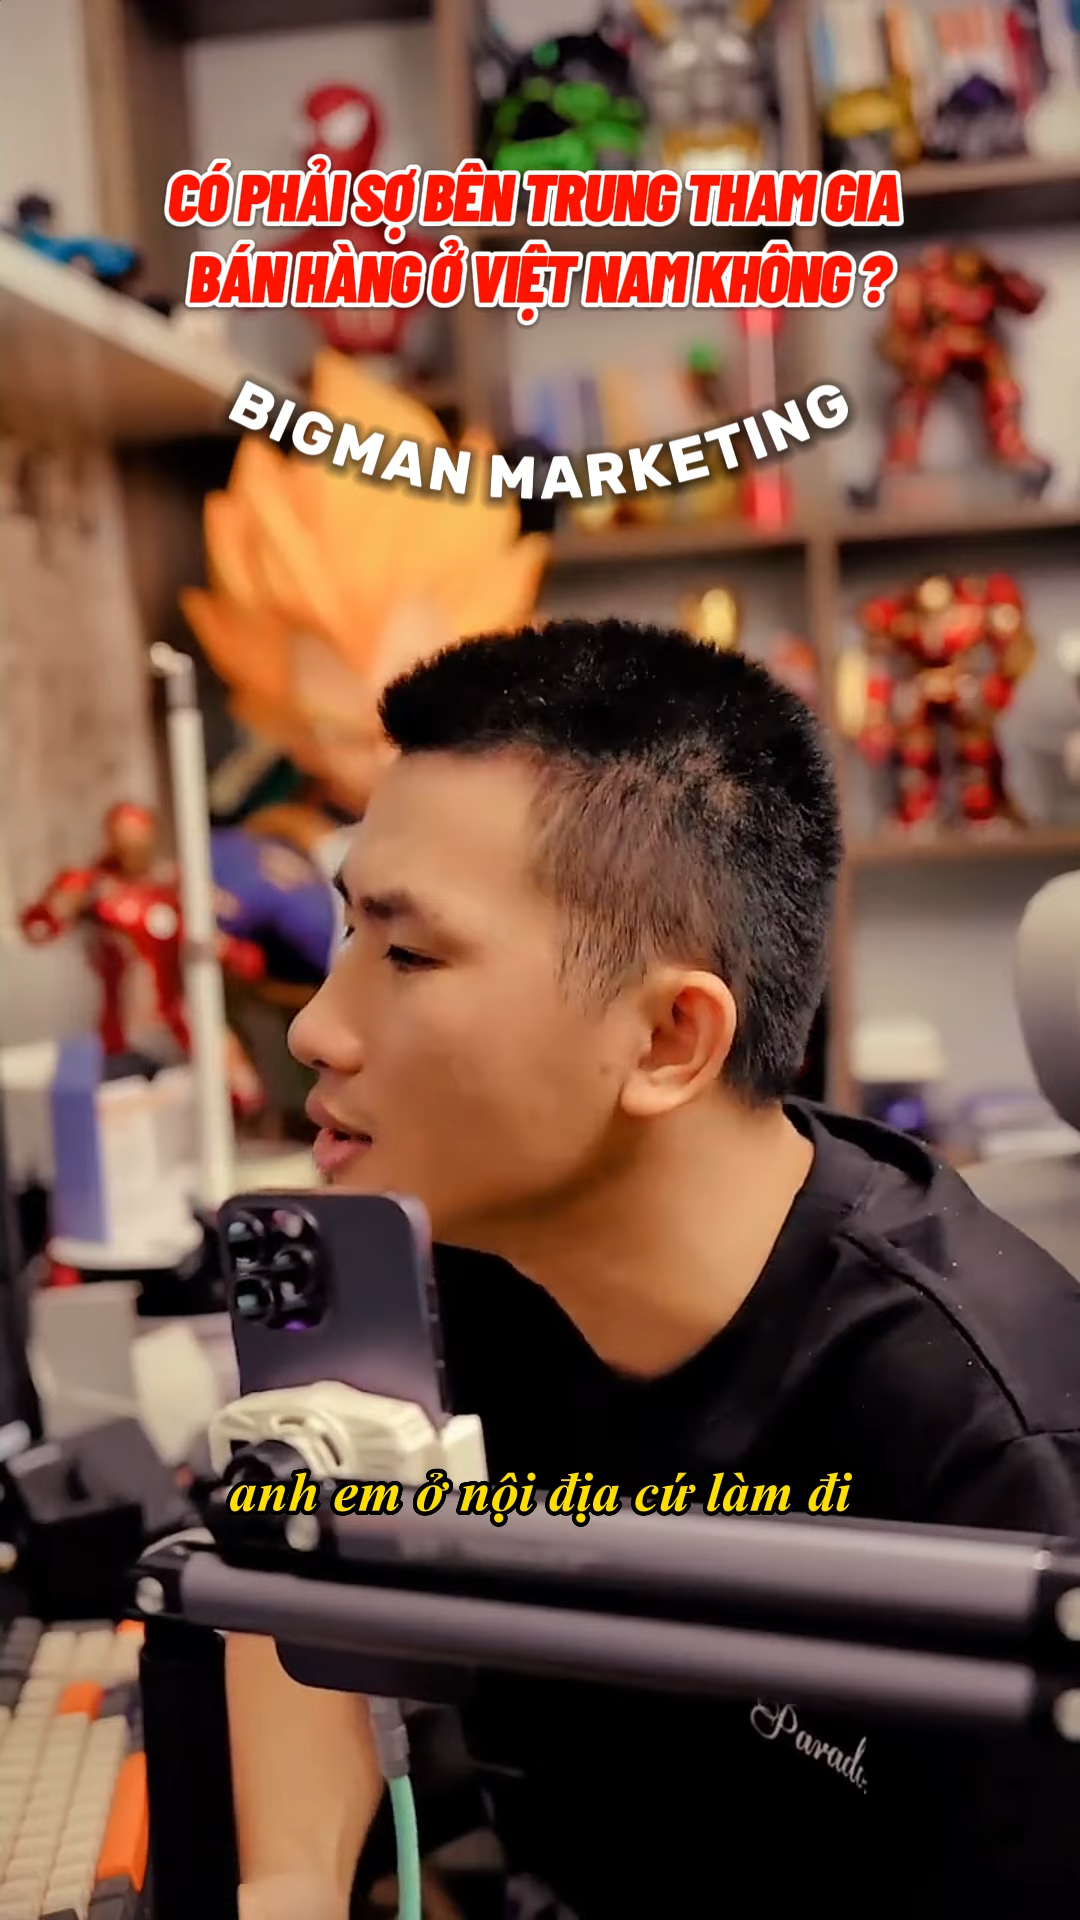 CÓ PHẢI SỢ BÊN TRUNG THAM GIA
BÁN HÀNG Ở VIỆT NAM KHÔNG ?
BIGMAN MARKETING
anh em ở nội địa cứ làm đi